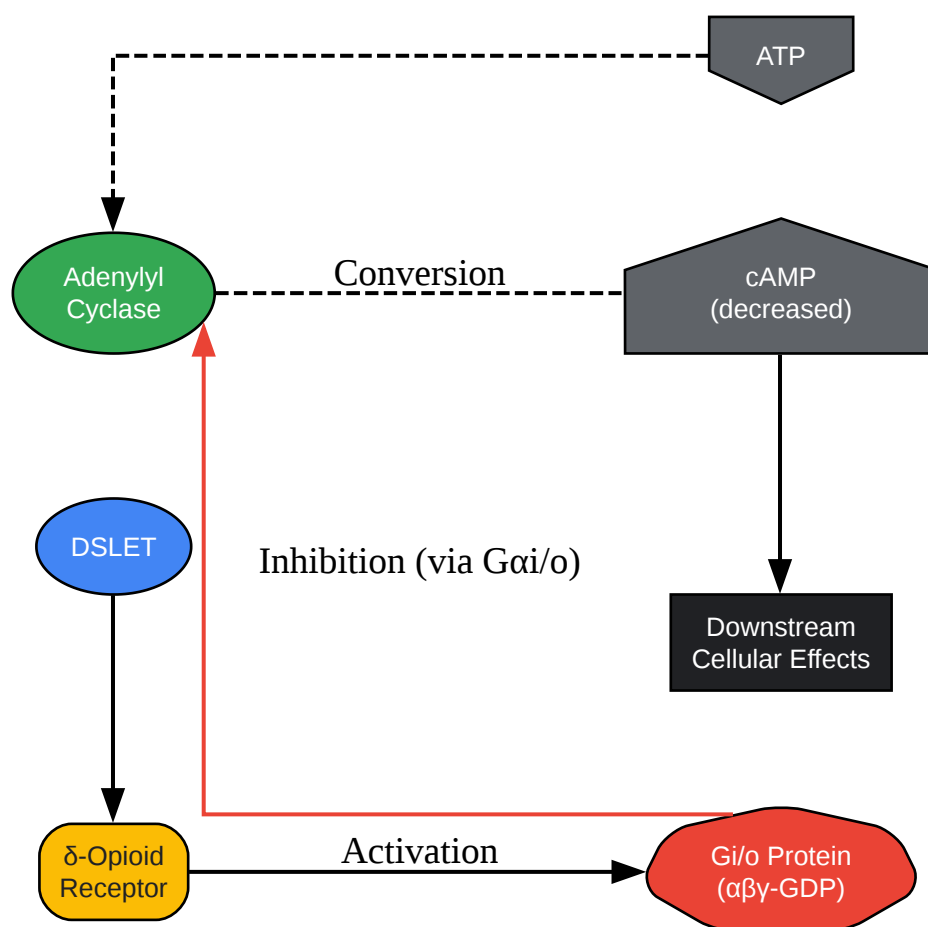 ATP
Adenylyl
Cyclase
Conversion
cAMP
(decreased)
DSLET
Inhibition (via Gαi/o)
Downstream
Cellular Effects
δ-Opioid
Receptor
Activation
Gi/o Protein
(αβγ-GDP)